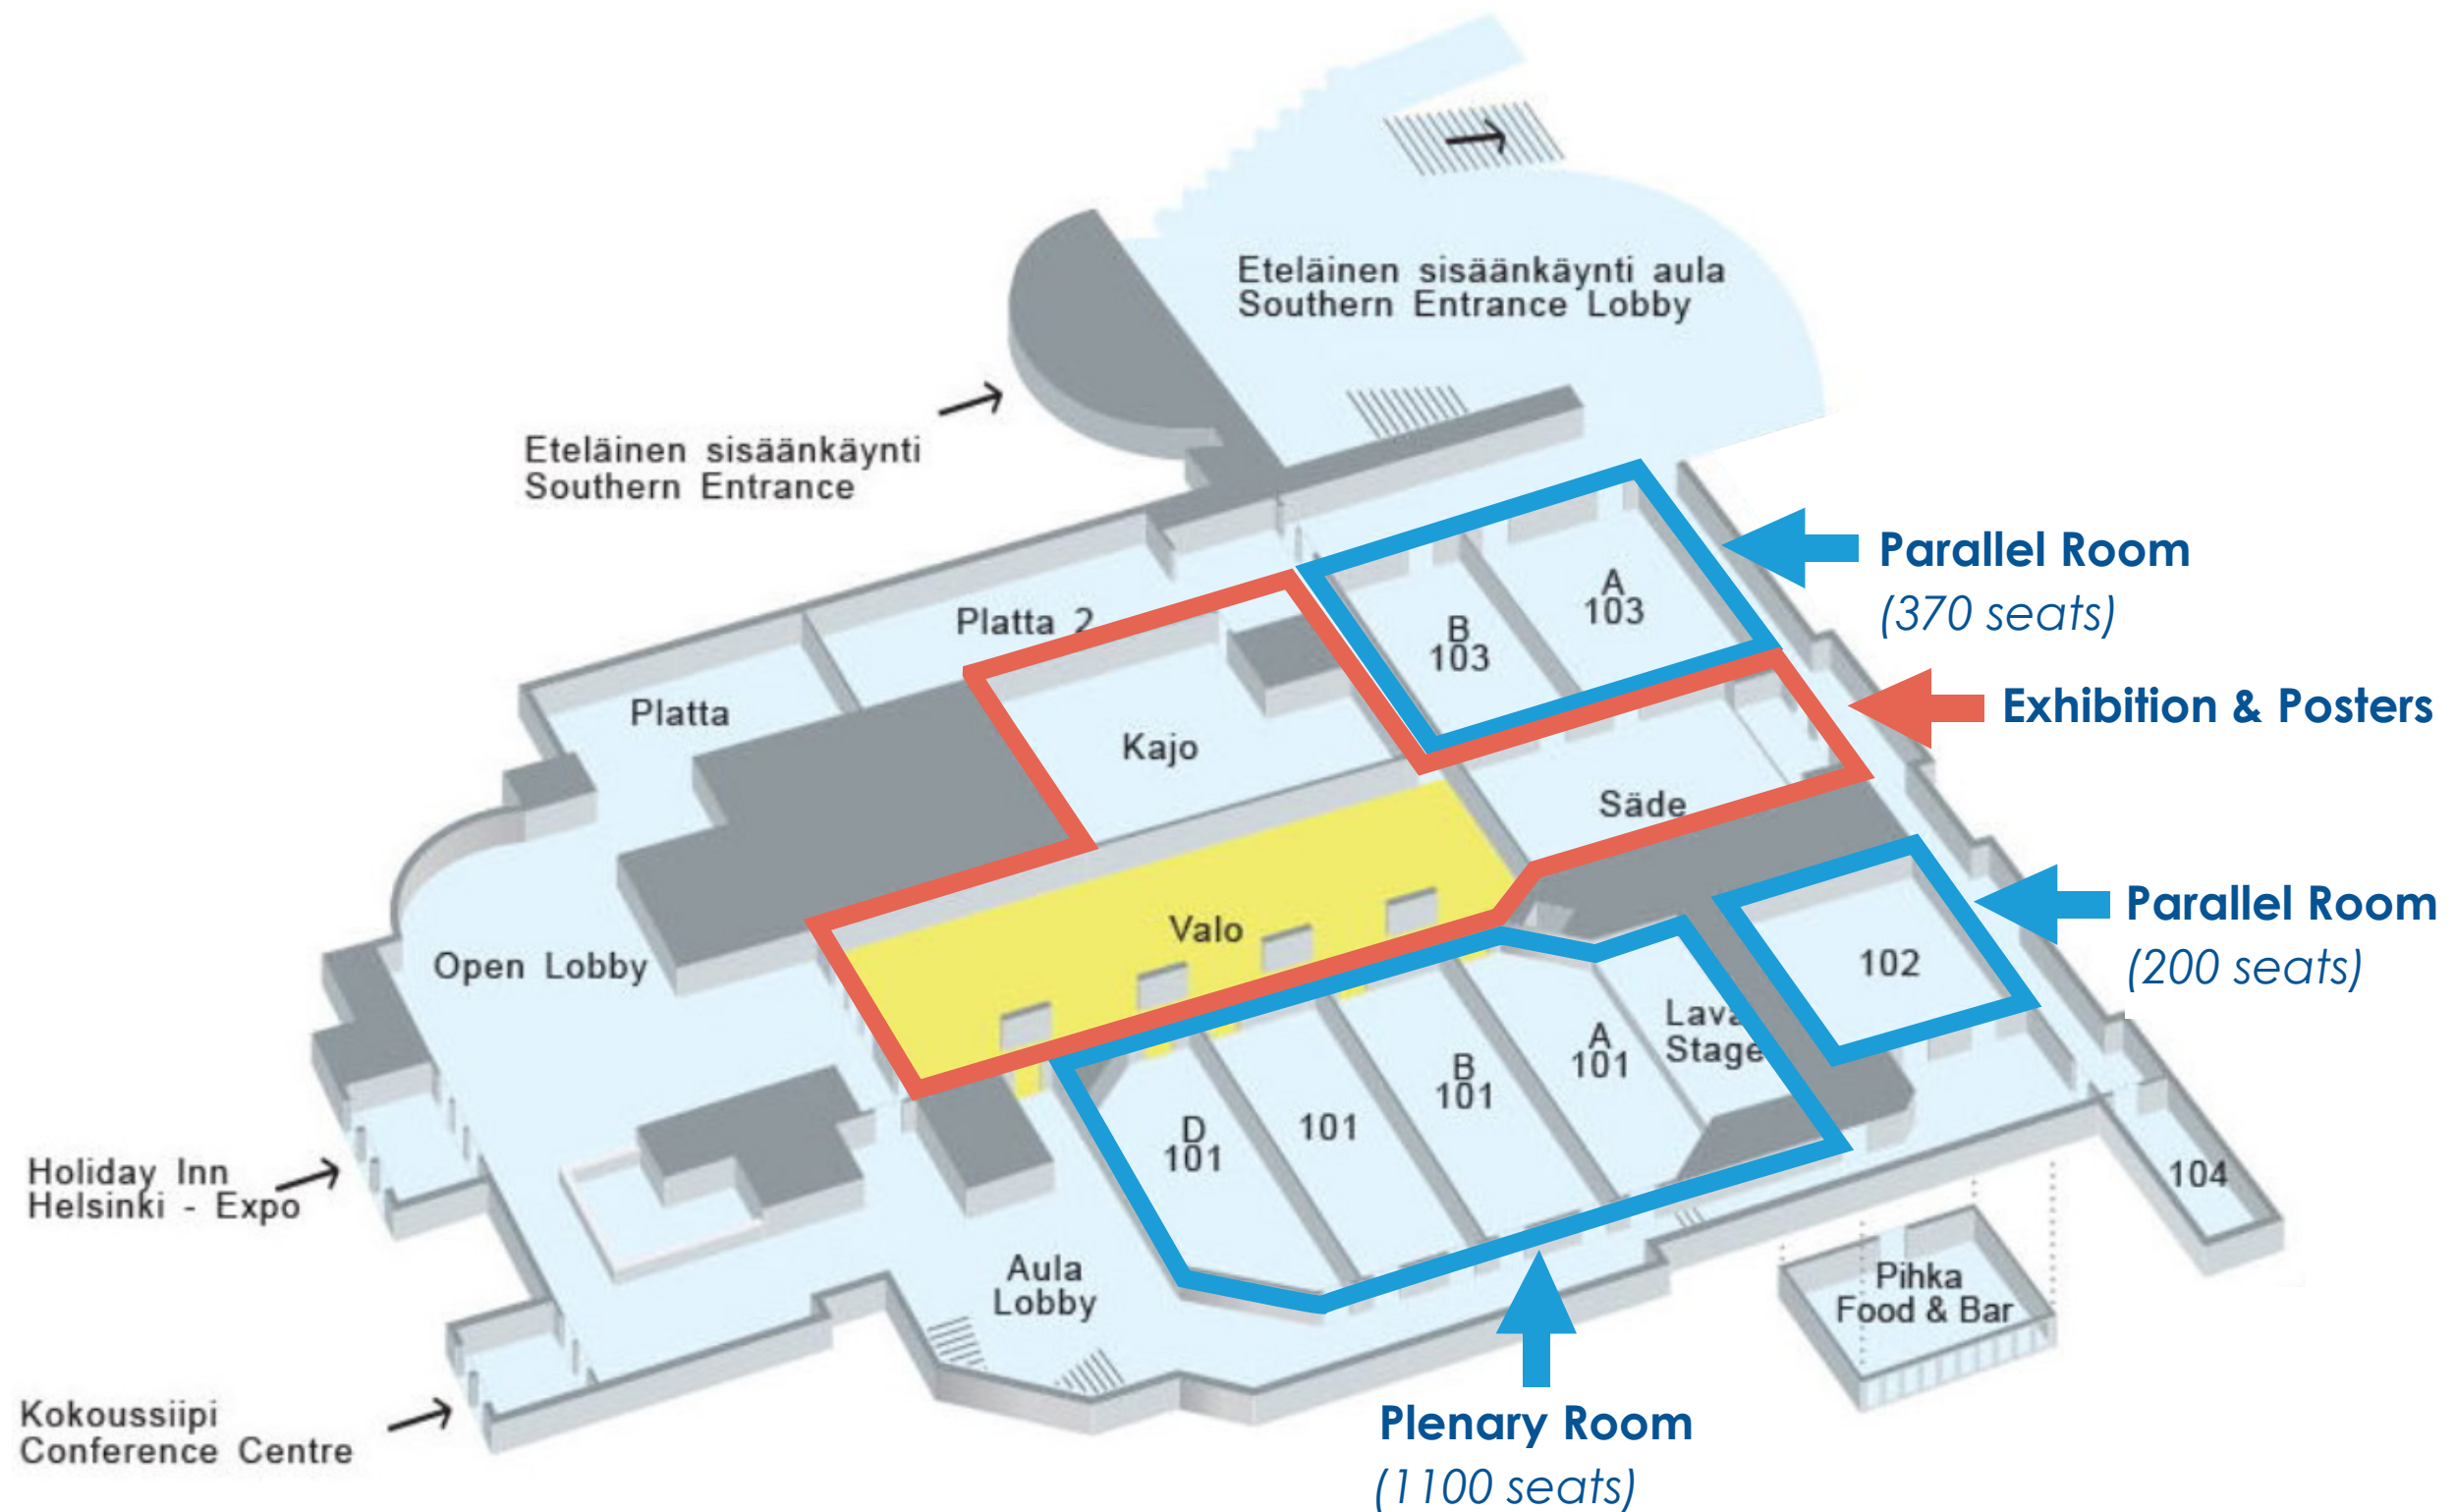 Eteläinen sisäänkäynti aula
Southern Entrance Lobby
Eteläinen sisäänkäynti
Southern Entrance
Parallel Room
(370 seats)
A
103
B
103
Platta 2
Platta
Exhibition & Posters
Kajo
Säde
Valo
Parallel Room
(200 seats)
102
Open Lobby
Lava
Stage
A
101
B
101
101
D
101
Holiday Inn
Helsinki - Expo
104
Aula
Lobby
Pihka
Food & Bar
Kokoussiipi
Conference Centre
Plenary Room
(1100 seats)